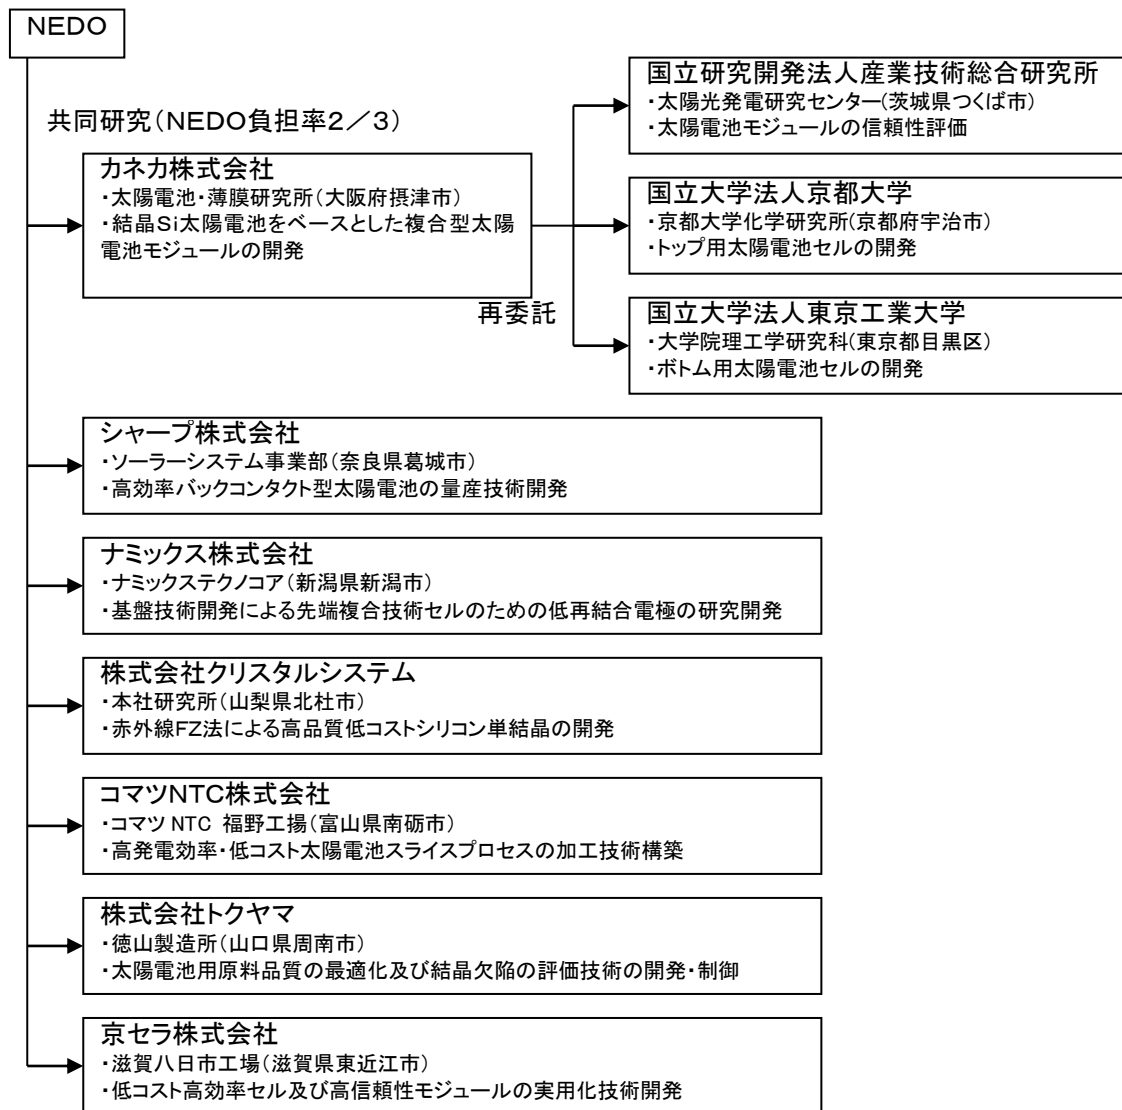 NEDO
共同研究(NEDO負担率2／3)
カネカ株式会社
・太陽電池・薄膜研究所(大阪府摂津市)
・結晶Si太陽電池をベースとした複合型太陽
電池モジュールの開発
再委託
国立研究開発法人産業技術総合研究所
・太陽光発電研究センター(茨城県つくば市)
・太陽電池モジュールの信頼性評価
国立大学法人京都大学
・京都大学化学研究所(京都府宇治市)
・トップ用太陽電池セルの開発
国立大学法人東京工業大学
・大学院理工学研究科(東京都目黒区)
・ボトム用太陽電池セルの開発
シャープ株式会社
・ソーラーシステム事業部(奈良県葛城市)
・高効率バックコンタクト型太陽電池の量産技術開発
ナミックス株式会社
・ナミックステクノコア(新潟県新潟市)
・基盤技術開発による先端複合技術セルのための低再結合電極の研究開発
株式会社クリスタルシステム
・本社研究所(山梨県北杜市)
・赤外線FZ法による高品質低コストシリコン単結晶の開発
コマツNTC株式会社
・コマツ NTC 福野工場(富山県南砺市)
・高発電効率・低コスト太陽電池スライスプロセスの加工技術構築
株式会社トクヤマ
・徳山製造所(山口県周南市)
・太陽電池用原料品質の最適化及び結晶欠陥の評価技術の開発・制御
京セラ株式会社
・滋賀八日市工場(滋賀県東近江市)
・低コスト高効率セル及び高信頼性モジュールの実用化技術開発